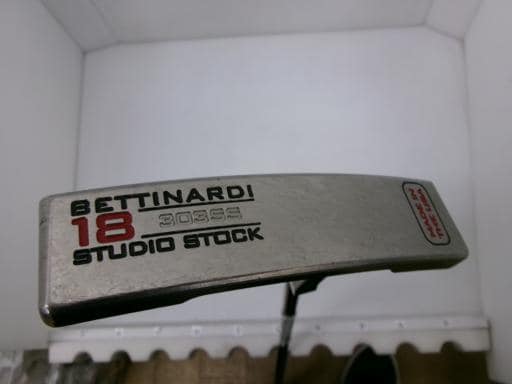 BETTINARDI
18
303SS
STUDIO STOCK
MADE IN
THE USA